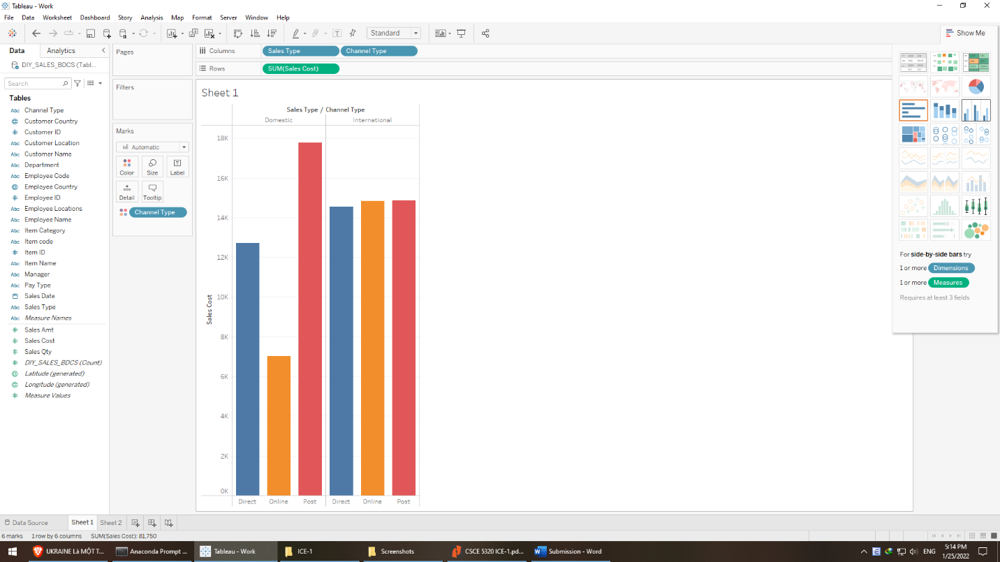 Tableau - Work
File Data Worksheet Dashboard Story Analysis Map Format Server Window Help
Standard
Show Me
Data Analytics
DIY_SALES_BDCS (Tabl...
Search
Tables
Abc Channel Type
Customer Country
Customer ID
Abc Customer Location
Abc Customer Name
Abc Department
Abc Employee Code
Employee Country
Employee ID
Abc Employee Locations
Abc Employee Name
Abc Item Category
Abc Item code
Item ID
Abc Item Name
Abc Manager
Abc Pay Type
Sales Date
Abc Sales Type
Abc Measure Names
Sales Amt
Sales Cost
Sales Qty
DIY_SALES_BDCS (Count)
Latitude (generated)
Longitude (generated)
Measure Values
Pages
Filters
Marks
Automatic
Color Size Label
Detail Tooltip
Channel Type
Columns Sales Type Channel Type
Rows SUM(Sales Cost)
Sheet 1
Sales Type / Channel Type
Domestic International
18K
16K
14K
12K
10K
8K
6K
4K
2K
0K
Sales Cost
Direct Online Post Direct Online Post
For side-by-side bars try
1 or more Dimensions
1 or more Measures
Requires at least 3 fields
Data Source Sheet 1 Sheet 2
6 marks 1 row by 6 columns SUM(Sales Cost): 81,750
UKRAINE Là MỘT T... Anaconda Prompt ... Tableau - Work ICE-1 Screenshots CSCE 5320 ICE-1.pd... Submission - Word
ENG
5:14 PM
1/25/2022